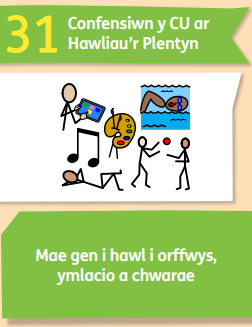 31 Confensiwn y CU ar
Hawliau'r Plentyn
Mae gen i hawl i orffwys,
ymlacio a chwarae